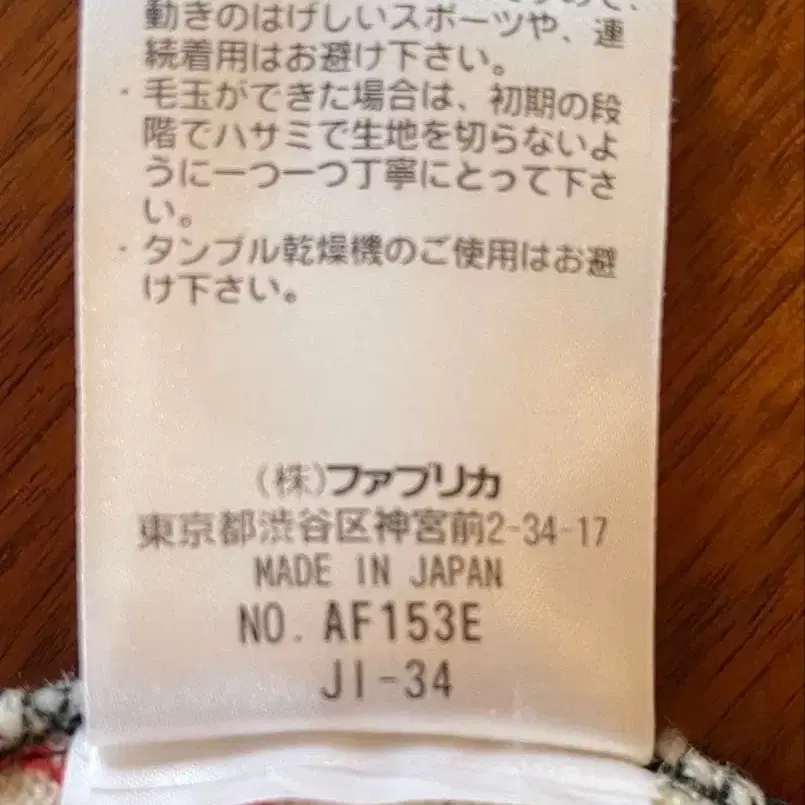 動きのはげしいスポーツや、連
続着用はお避け下さい。
・毛玉ができた場合は、初期の段
階でハサミで生地を切らないよ
うに一つ一つ丁寧にとって下さ
い。
・タンブル乾燥機のご使用はお避
け下さい。
(株)ファブリカ
東京都渋谷区神宮前2-34-17
MADE IN JAPAN
NO. AF153E
JI-34